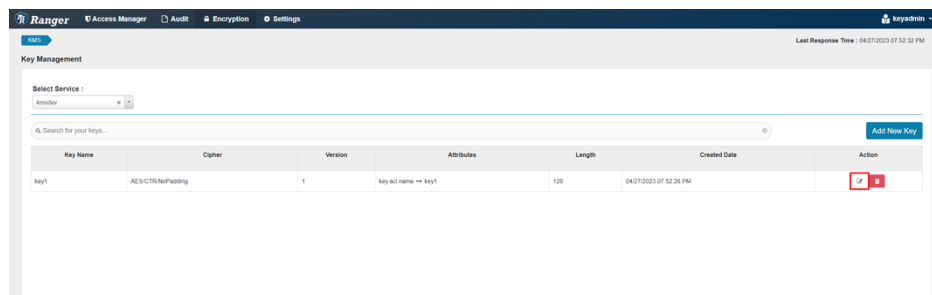 Ranger Access Manager Audit Encryption Settings keyadmin
KMS Last Response Time : 04/27/2023 07:52:32 PM
Key Management
Select Service :
kmsdev
Search for your keys... Add New Key
Key Name Cipher Version Attributes Length Created Date Action
key1 AES/CTR/NoPadding 1 key.acl.name → key1 128 04/27/2023 07:52:26 PM